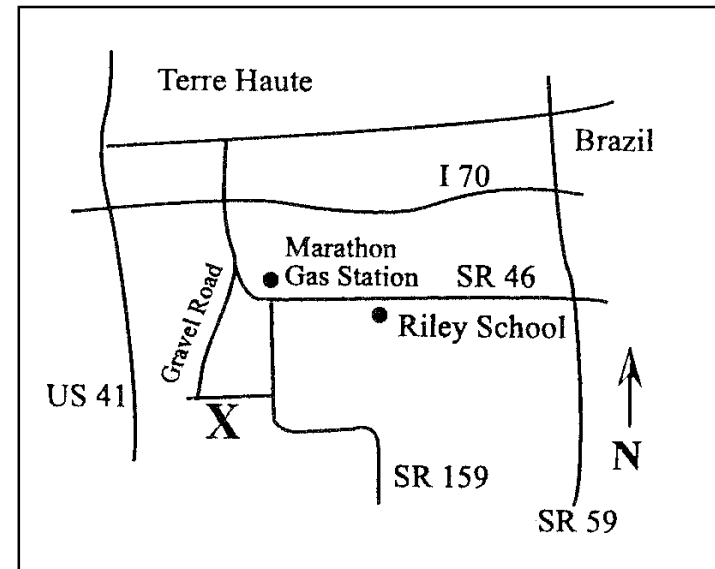 Terre Haute
Brazil
I 70
Marathon
Gas Station
SR 46
Gravel Road
Riley School
US 41
X
N
SR 159
SR 59